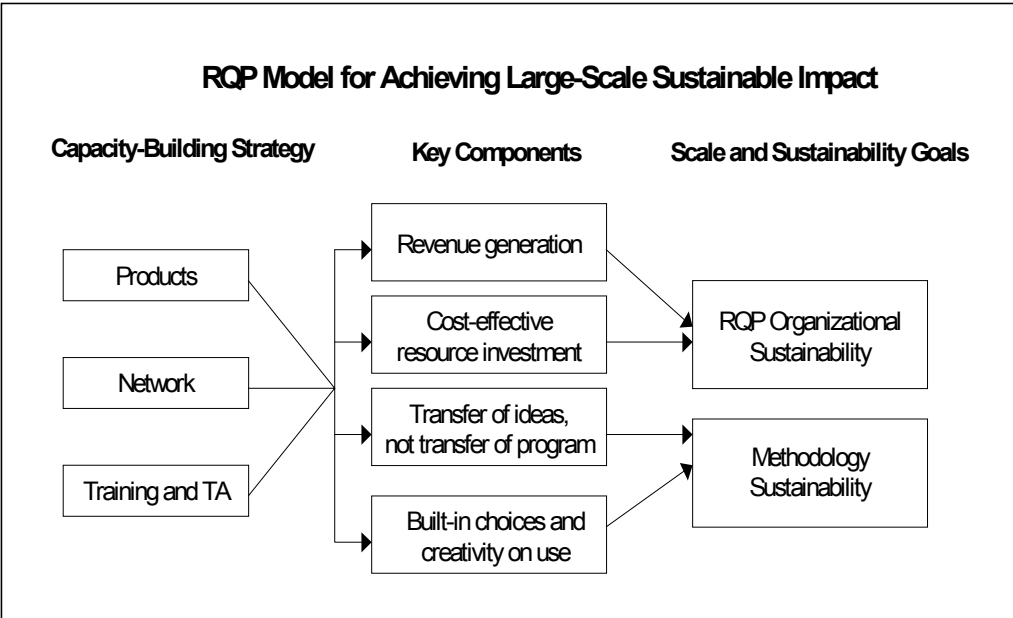 RQP Model for Achieving Large-Scale Sustainable Impact
Capacity-Building Strategy
Key Components
Scale and Sustainability Goals
Products
Network
Training and TA
Revenue generation
Cost-effective
resource investment
Transfer of ideas,
not transfer of program
Built-in choices and
creativity on use
RQP Organizational
Sustainability
Methodology
Sustainability